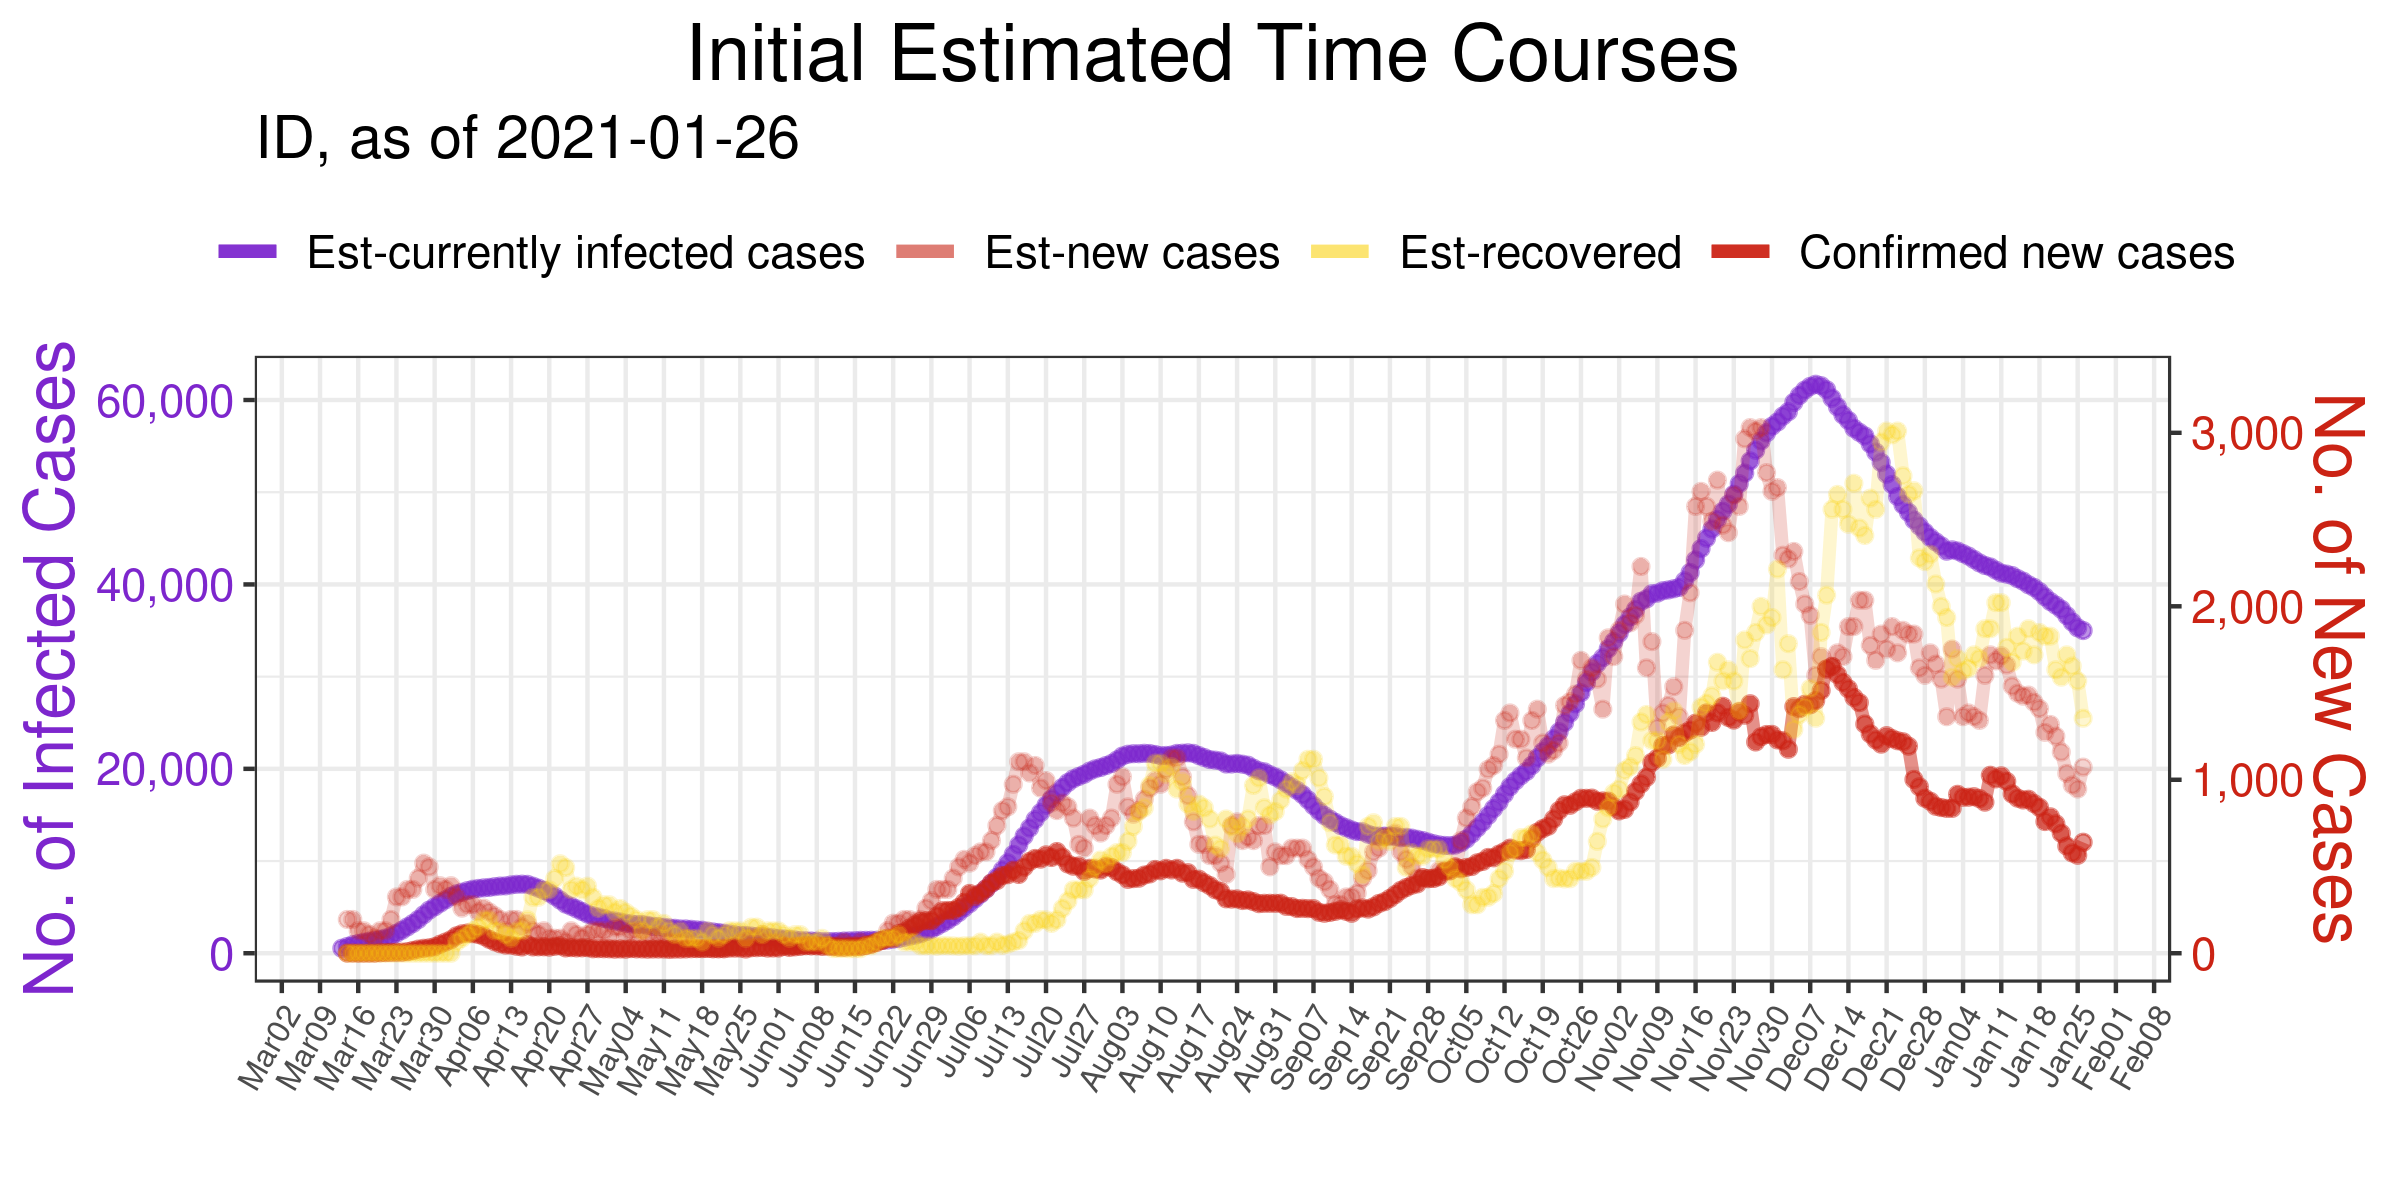 Initial Estimated Time Courses
ID, as of 2021-01-26
Est-currently infected cases
Est-new cases
Est-recovered
Confirmed new cases
No. of Infected Cases
60,000
40,000
20,000
0
No. of New Cases
3,000
2,000
1,000
0
Mar02
Mar09
Mar16
Mar23
Mar30
Apr06
Apr13
Apr20
Apr27
May04
May11
May18
May25
Jun01
Jun08
Jun15
Jun22
Jun29
Jul06
Jul13
Jul20
Jul27
Aug03
Aug10
Aug17
Aug24
Aug31
Sep07
Sep14
Sep21
Sep28
Oct05
Oct12
Oct19
Oct26
Nov02
Nov09
Nov16
Nov23
Nov30
Dec07
Dec14
Dec21
Dec28
Jan04
Jan11
Jan18
Jan25
Feb01
Feb08